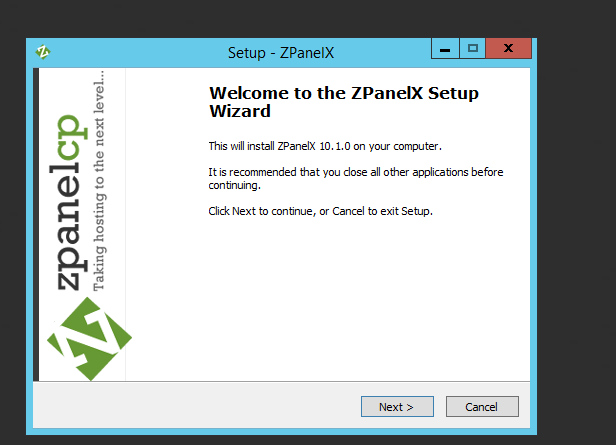 Setup - ZPanelX
zpanelcp
Taking hosting to the next level...
Welcome to the ZPanelX Setup
Wizard
This will install ZPanelX 10.1.0 on your computer.
It is recommended that you close all other applications before
continuing.
Click Next to continue, or Cancel to exit Setup.
Next >
Cancel